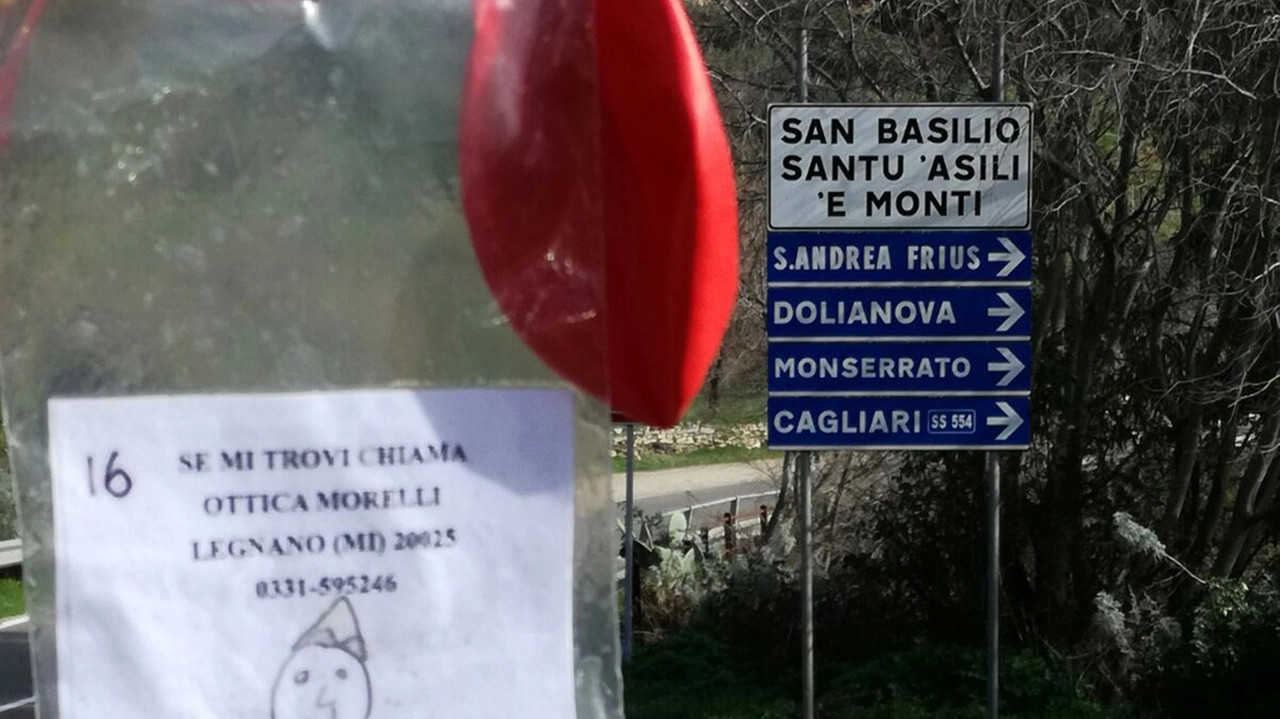 16
SE MI TROVI CHIAMA
OTTICA MORELLI
LEGNANO (MI) 20025
0331-595246
SAN BASILIO
SANTU 'ASILI
'E MONTI
S.ANDREA FRIUS
DOLIANOVA
MONSERRATO
CAGLIARI SS 554